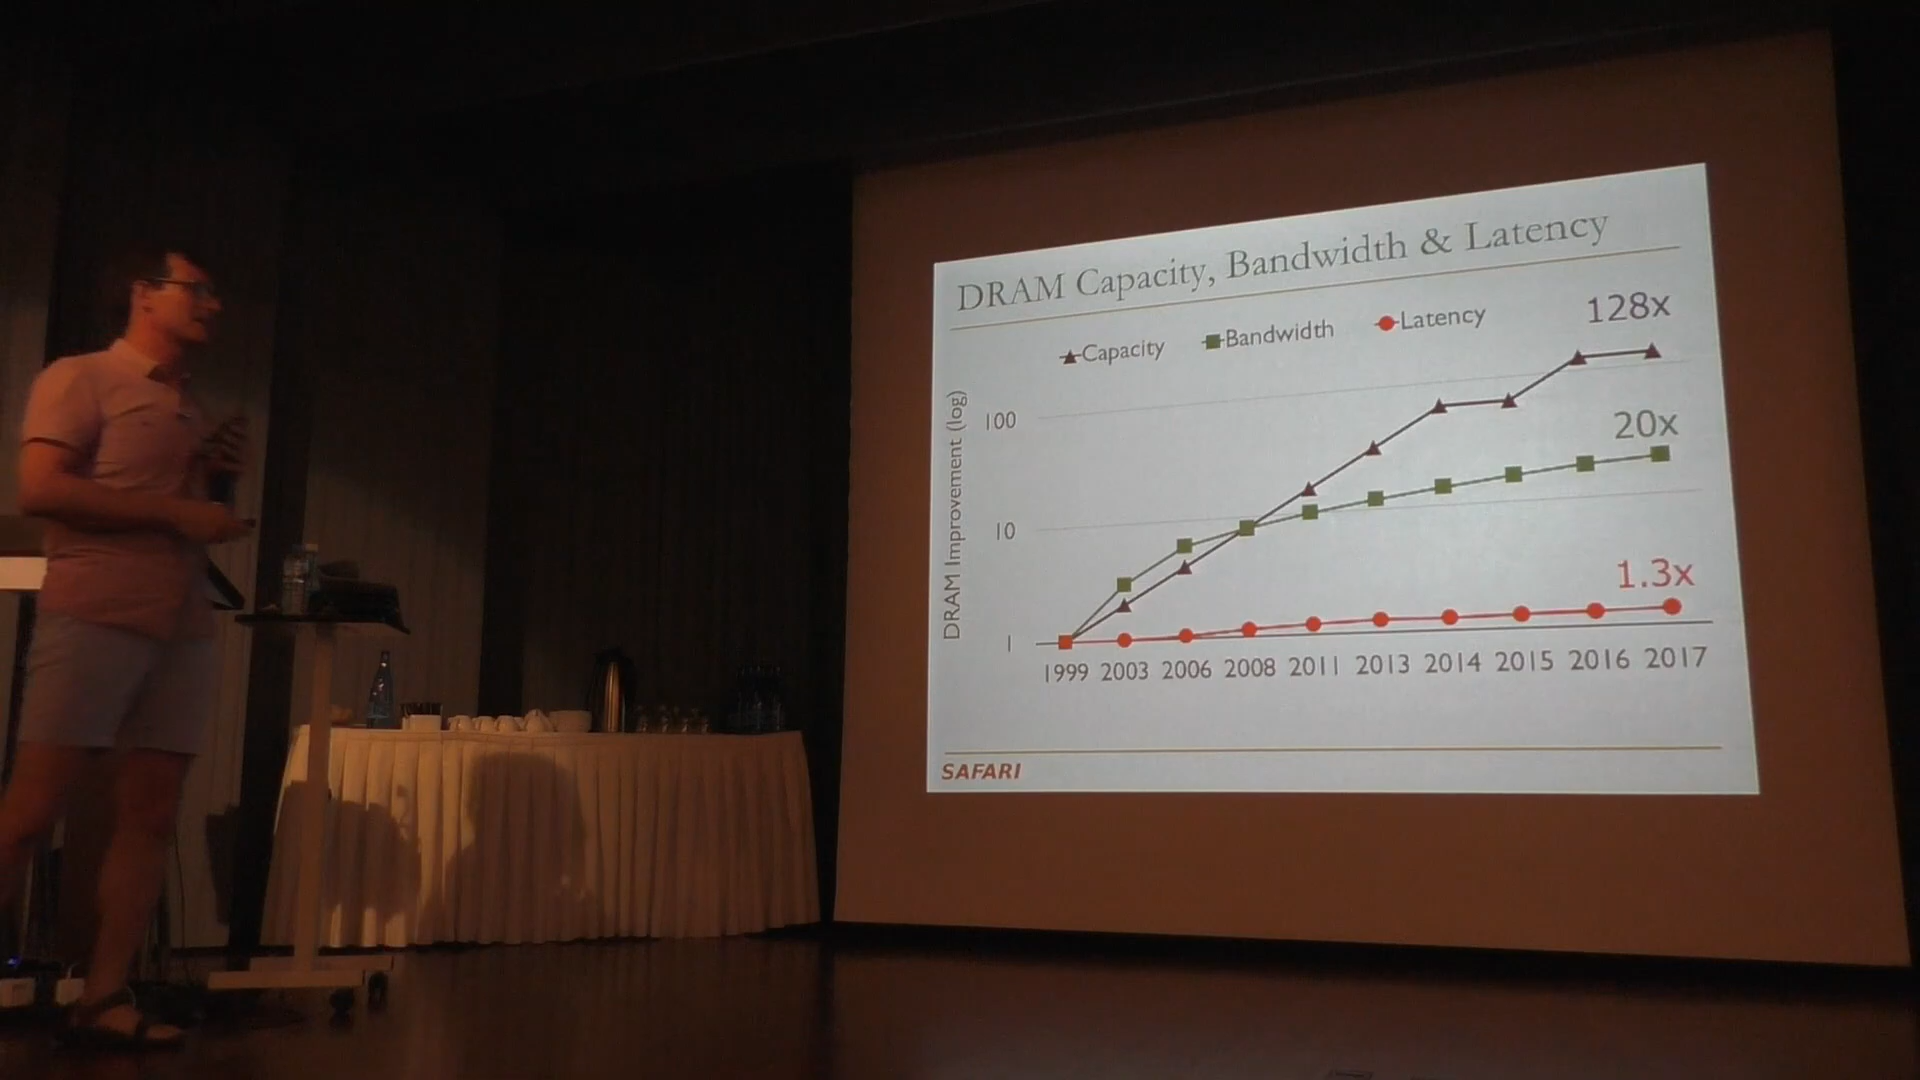 DRAM Capacity, Bandwidth & Latency
Capacity Bandwidth Latency
128x
20x
1.3x
DRAM Improvement (log)
100
10
1
1999 2003 2006 2008 2011 2013 2014 2015 2016 2017
SAFARI